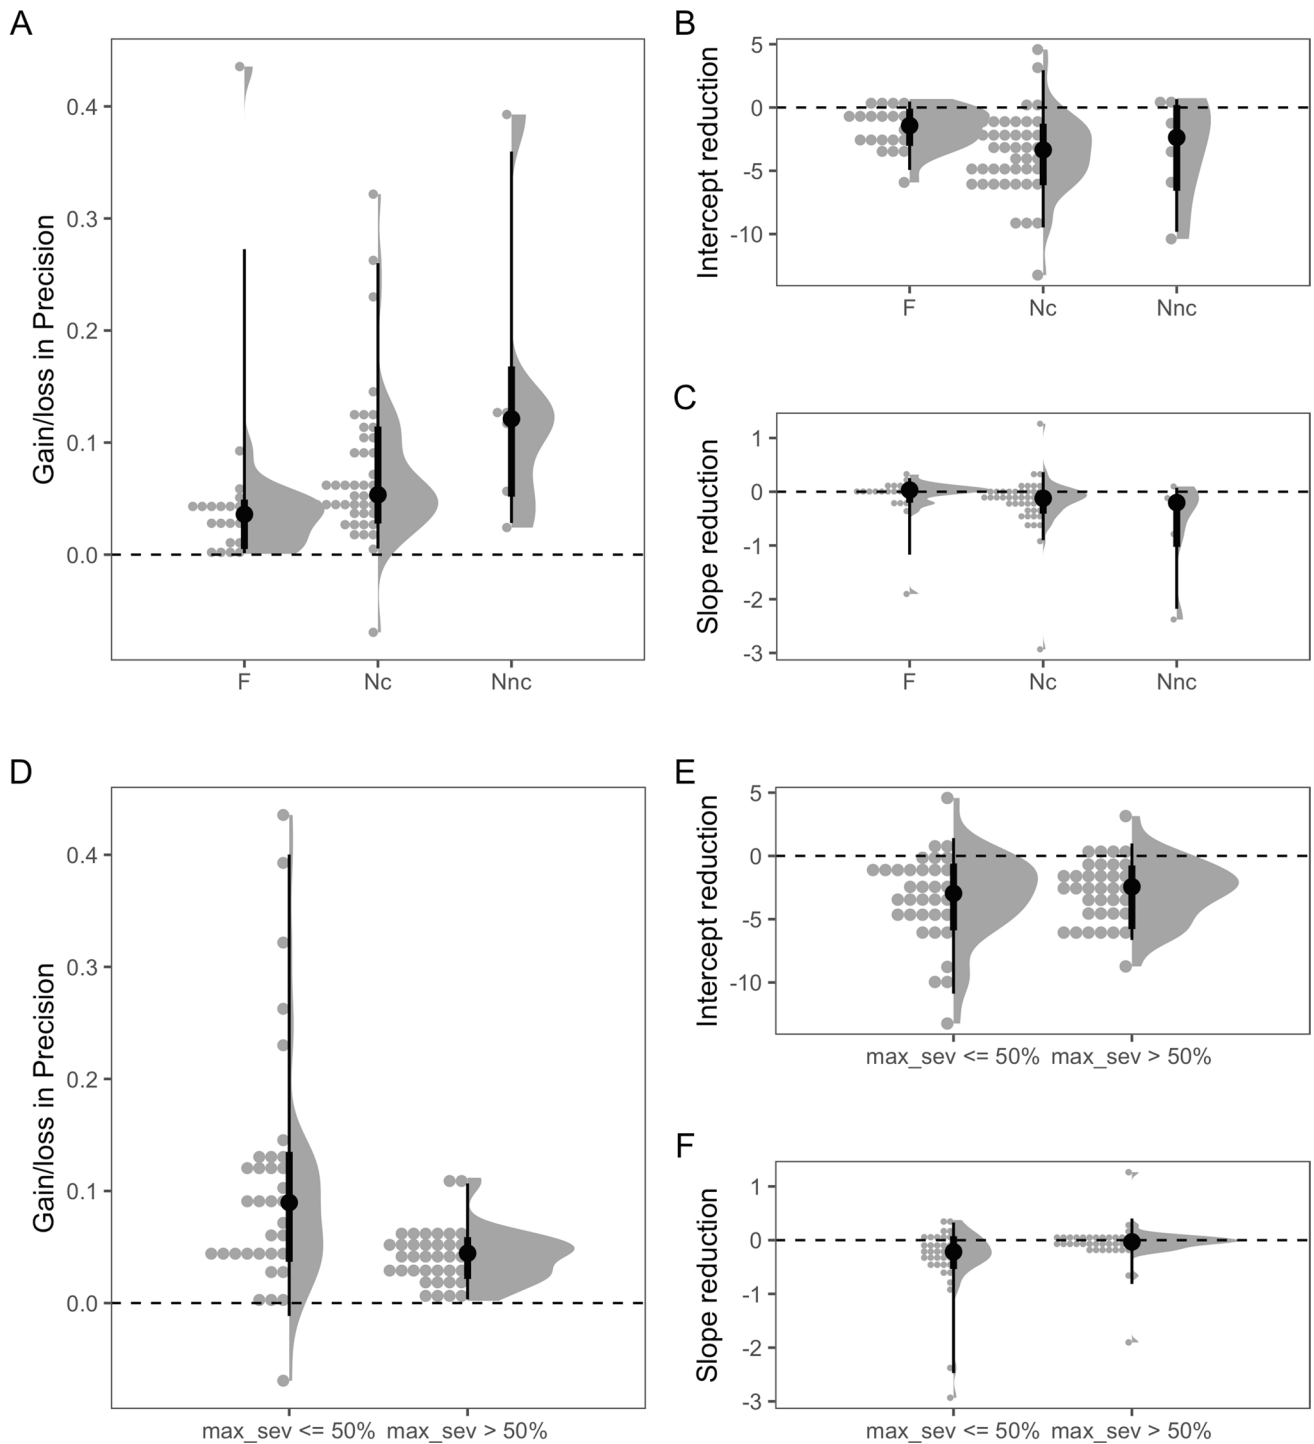 A
Gain/loss in Precision
0.4
0.3
0.2
0.1
0.0
F Nc Nnc
B
Intercept reduction
5
0
-5
-10
F Nc Nnc
C
Slope reduction
1
0
-1
-2
-3
F Nc Nnc
D
Gain/loss in Precision
0.4
0.3
0.2
0.1
0.0
max_sev <= 50% max_sev > 50%
E
Intercept reduction
5
0
-5
-10
max_sev <= 50% max_sev > 50%
F
Slope reduction
1
0
-1
-2
-3
max_sev <= 50% max_sev > 50%